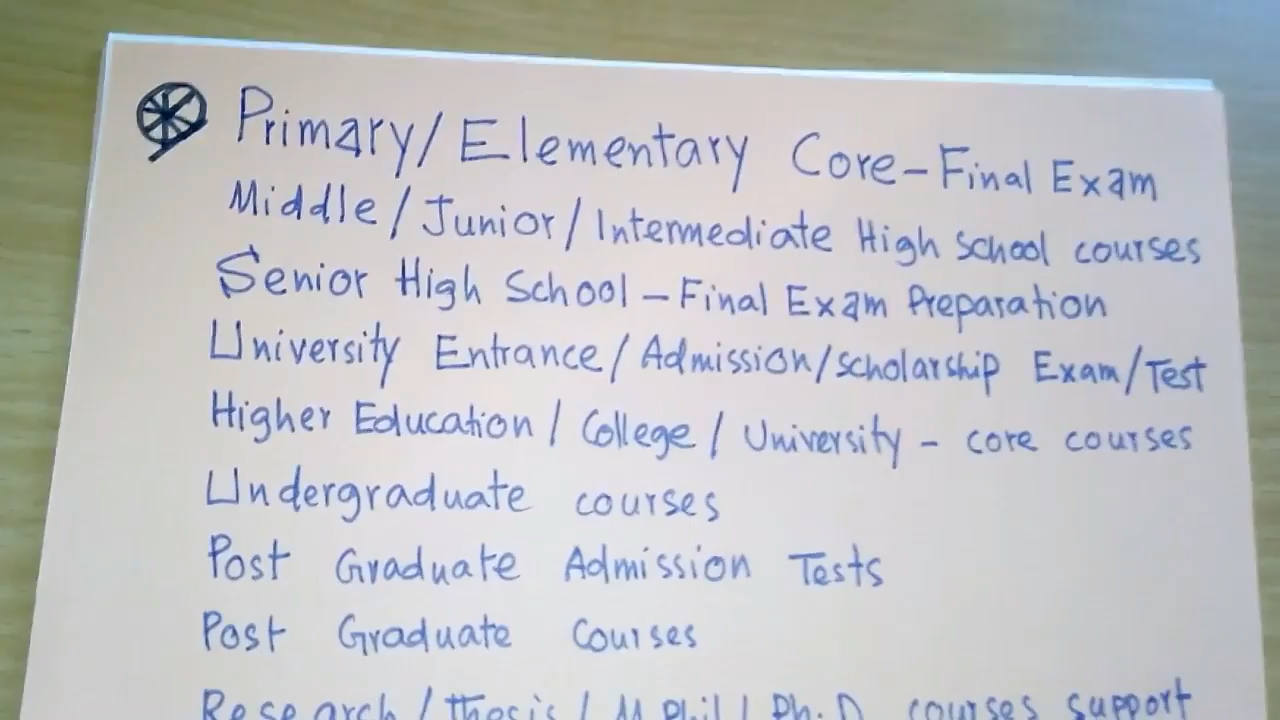 Primary/Elementary Core-Final Exam
Middle/Junior/Intermediate High School courses
Senior High School - Final Exam Preparation
University Entrance/Admission/scholarship Exam/Test
Higher Education/College/University - core courses
Undergraduate courses
Post Graduate Admission Tests
Post Graduate Courses
Research/thesis/M.Phil/Ph.D. courses support